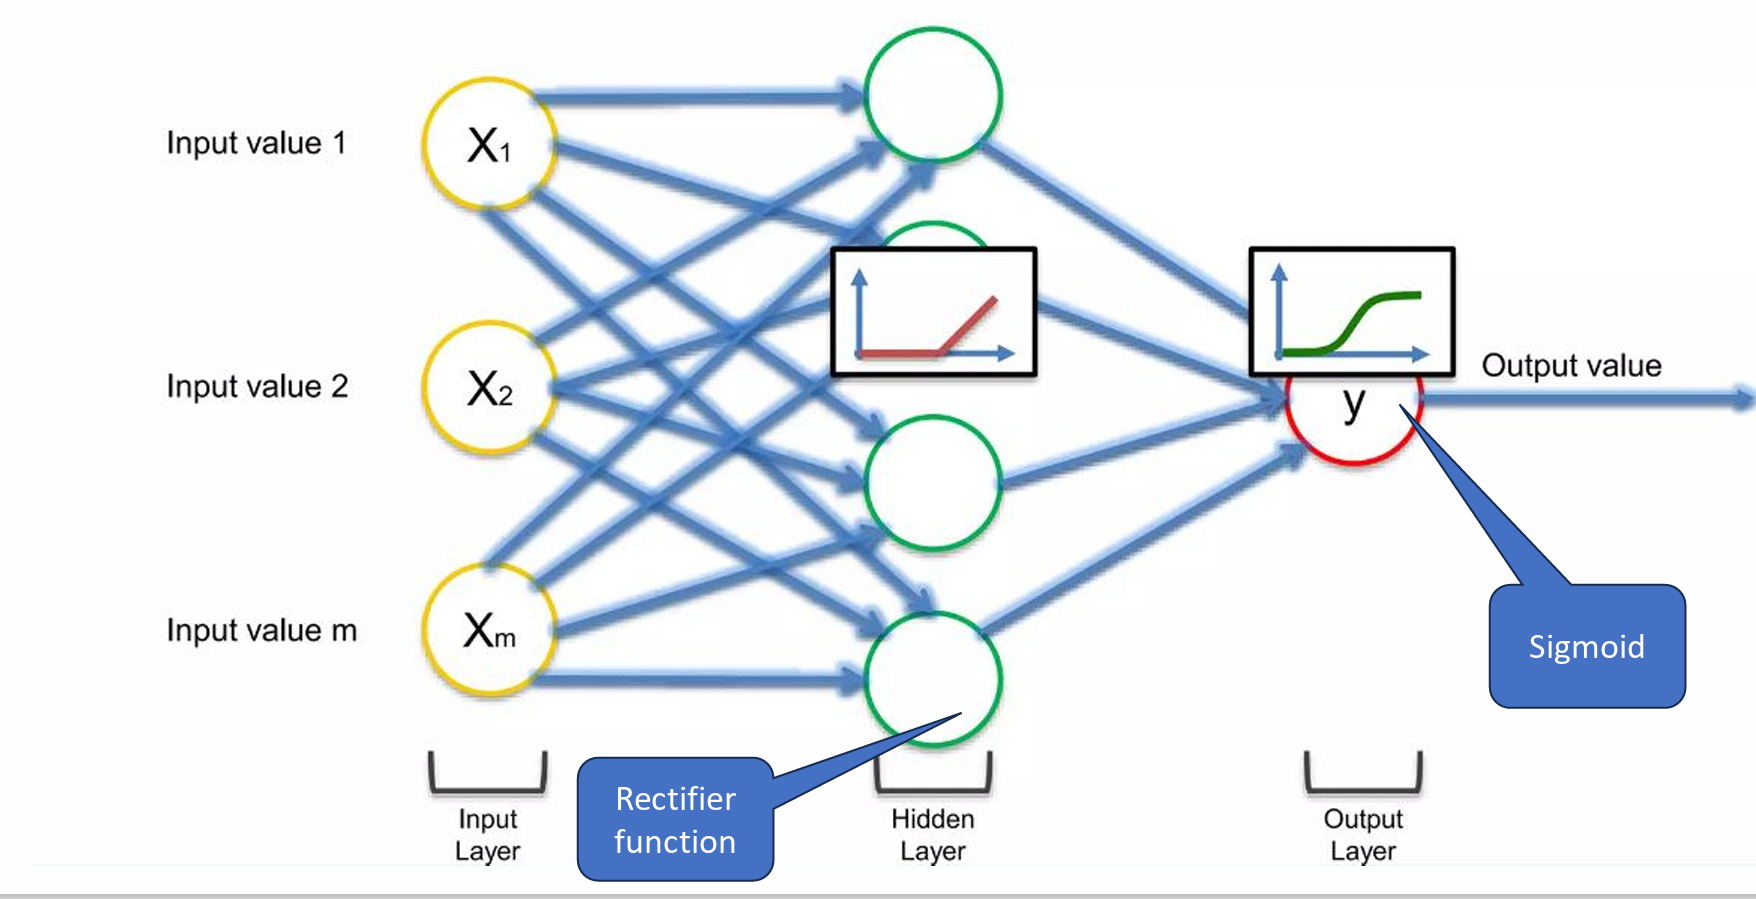 Input value 1
X1
Input value 2
X2
Input value m
Xm
y
Output value
Sigmoid
Rectifier
function
Input
Layer
Hidden
Layer
Output
Layer